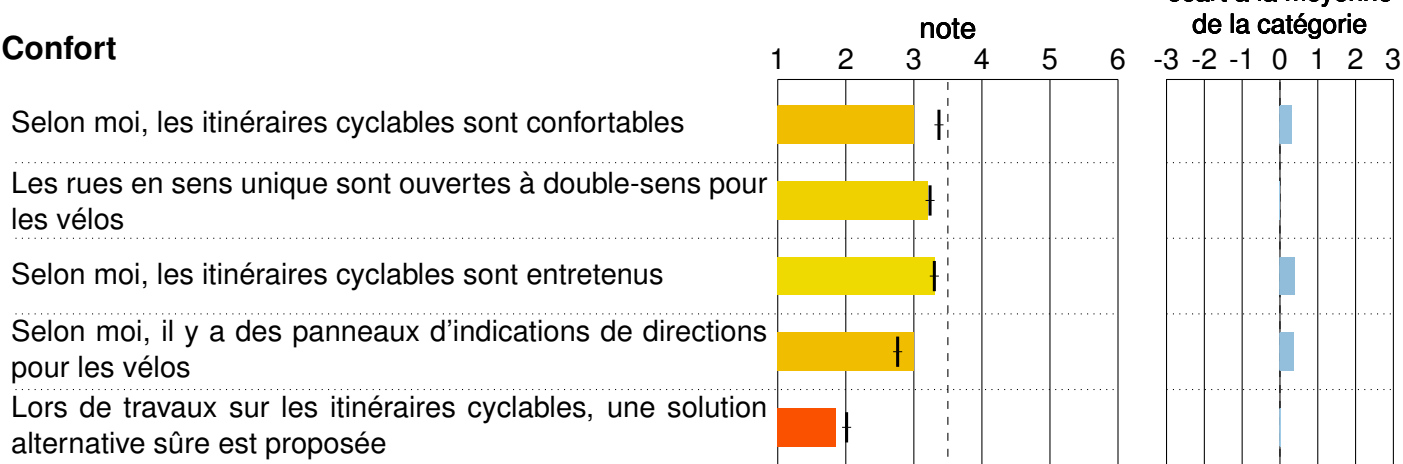 note
de la catégorie
Confort
1 2 3 4 5 6 -3 -2 -1 0 1 2 3
Selon moi, les itinéraires cyclables sont confortables
Les rues en sens unique sont ouvertes à double-sens pour
les vélos
Selon moi, les itinéraires cyclables sont entretenus
Selon moi, il y a des panneaux d'indications de directions
pour les vélos
Lors de travaux sur les itinéraires cyclables, une solution
alternative sûre est proposée